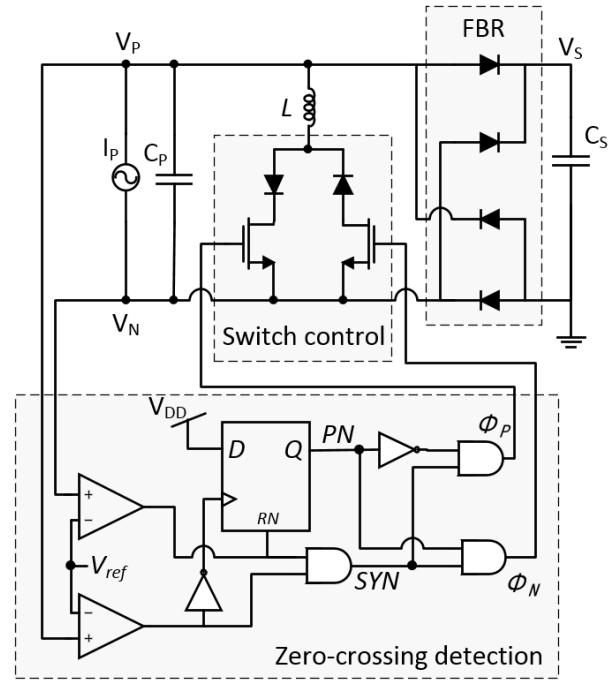 FBR
V_P
V_S
L
I_P
C_P
C_S
V_N
Switch control
V_DD
D
Q
PN
Φ_P
RN
+
−
V_ref
SYN
Φ_N
−
+
Zero-crossing detection